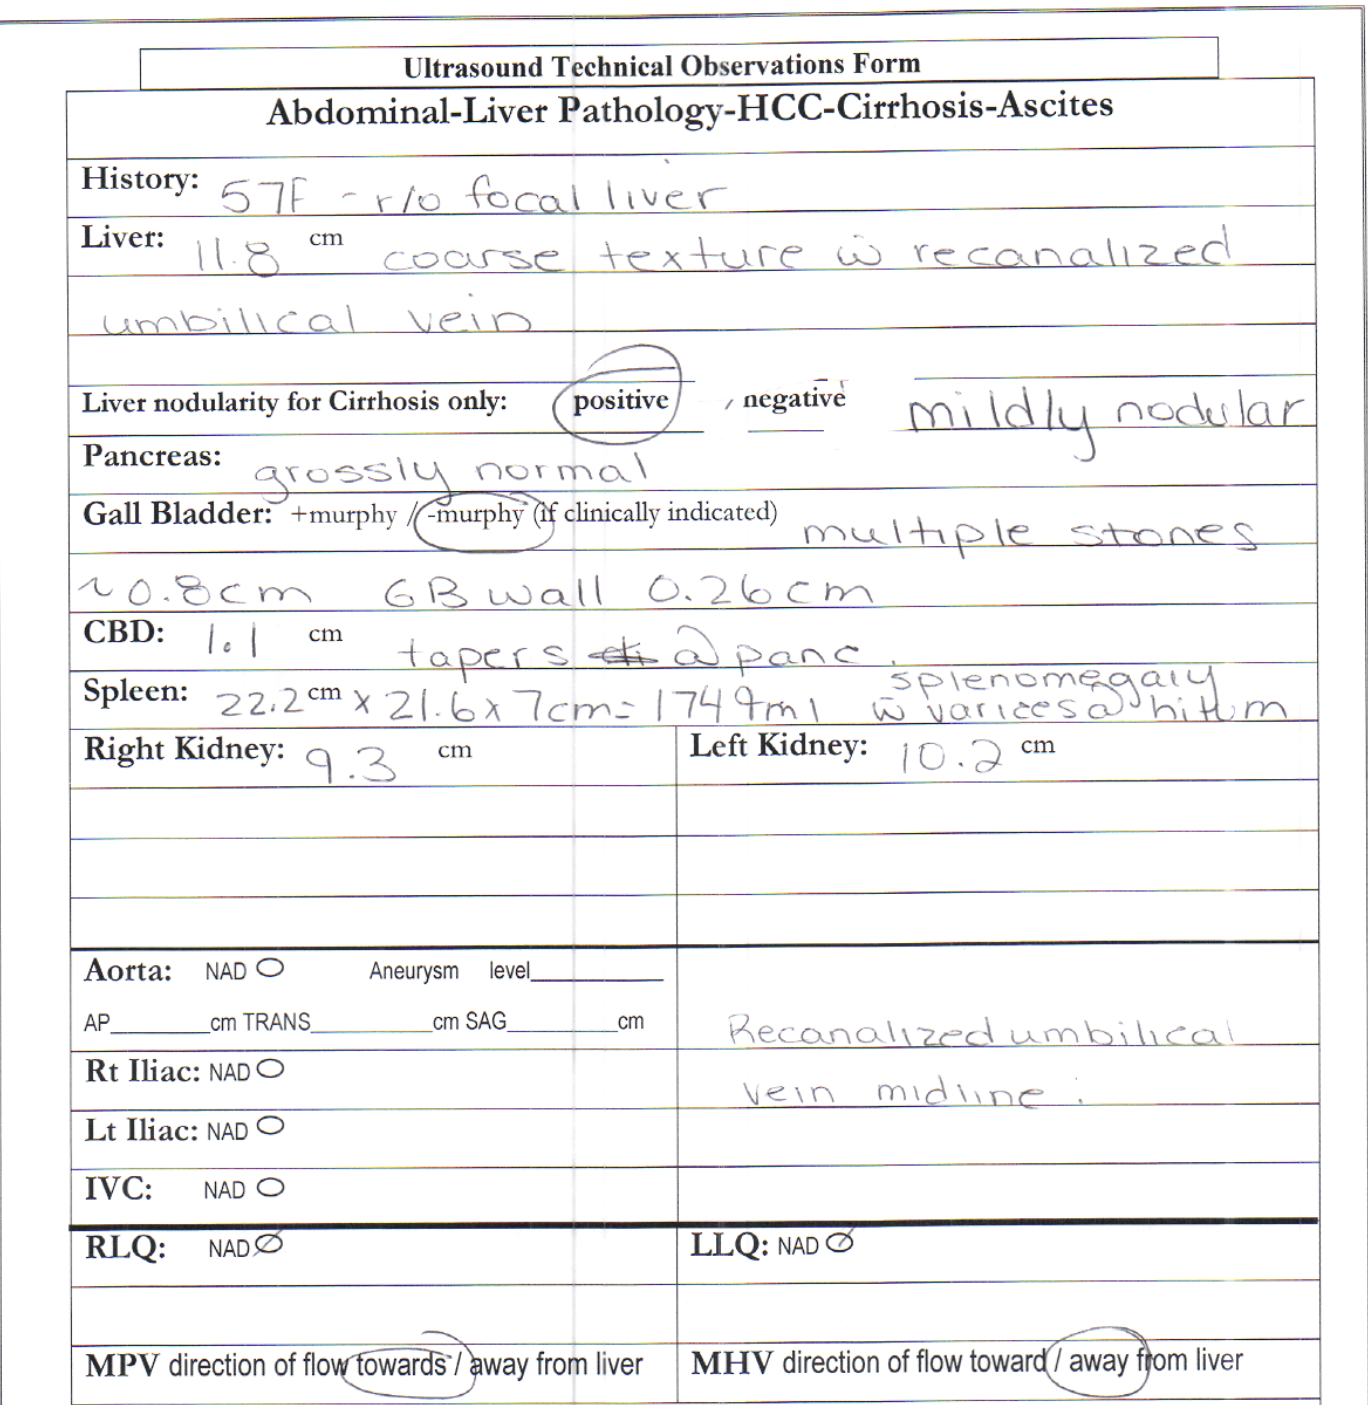 Ultrasound Technical Observations Form
Abdominal-Liver Pathology-HCC-Cirrhosis-Ascites
History: 57F - r/o focal liver
Liver: 11.8 cm coarse texture w̄ recanalized
umbilical vein
Liver nodularity for Cirrhosis only: positive , negative mildly nodular
Pancreas: grossly normal
Gall Bladder: +murphy / -murphy (if clinically indicated) multiple stones
~0.8cm GB wall 0.26cm
CBD: 1.1 cm tapers @ panc.
Spleen: 22.2 cm x 21.6 x 7cm = 1749ml splenomegaly
w̄ varices @ hilum
Right Kidney: 9.3 cm Left Kidney: 10.2 cm
Aorta: NAD Aneurysm level______
AP______cm TRANS______cm SAG______cm
Recanalized umbilical
Rt Iliac: NAD
vein midline.
Lt Iliac: NAD
IVC: NAD
RLQ: NAD LLQ: NAD
MPV direction of flow towards / away from liver MHV direction of flow toward / away from liver